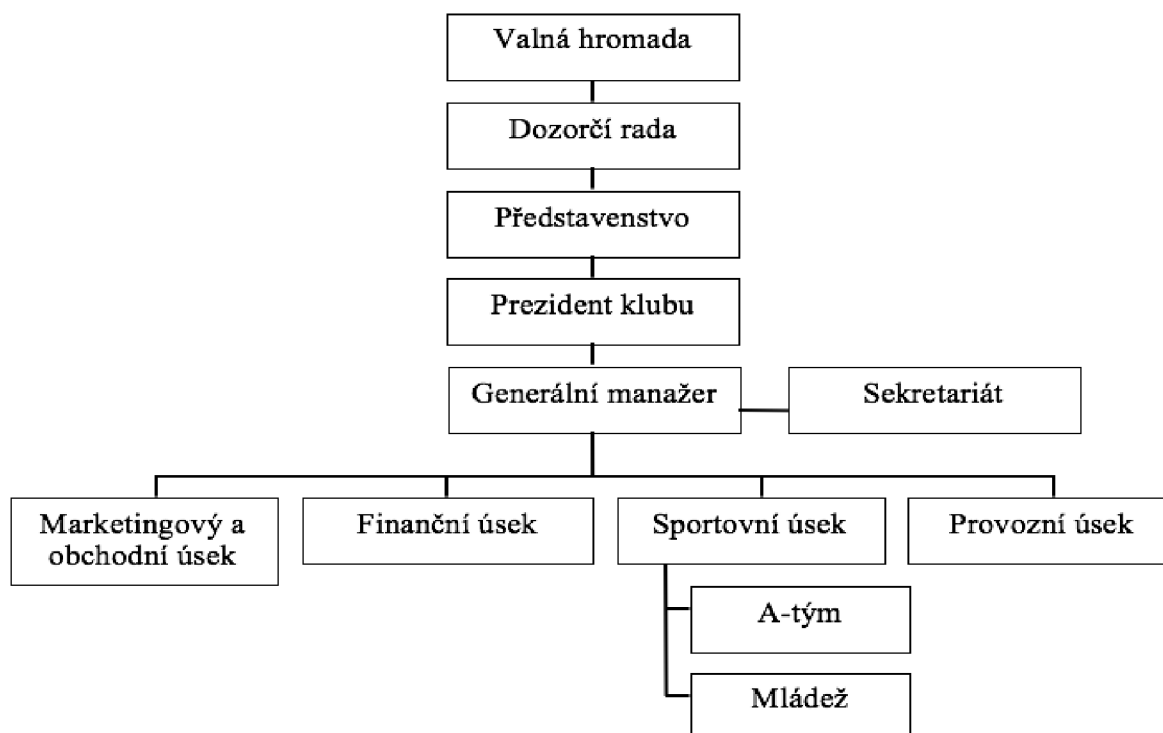 Valná hromada
Dozorčí rada
Představenstvo
Prezident klubu
Generální manažer
Sekretariát
Marketingový a
obchodní úsek
Finanční úsek
Sportovní úsek
Provozní úsek
A-tým
Mládež